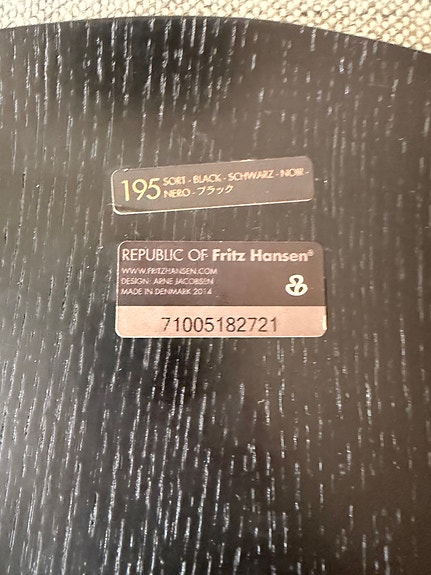 195 SORT - BLACK - SCHWARZ - NOIR -
NERO - ブラック
REPUBLIC OF Fritz Hansen®
WWW.FRITZHANSEN.COM
DESIGN: ARNE JACOBSEN
MADE IN DENMARK 2014
71005182721